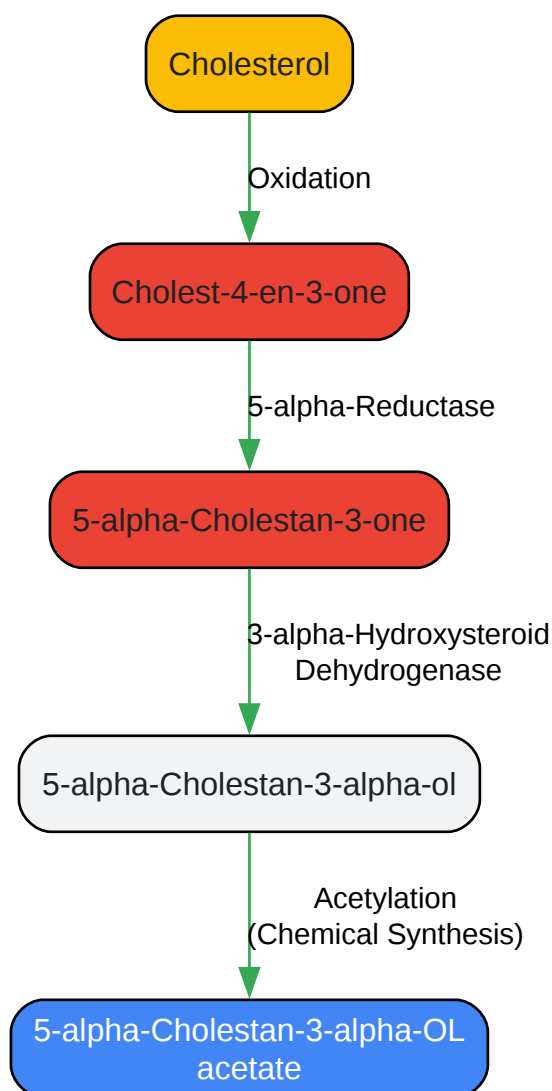 Cholesterol
Oxidation
Cholest-4-en-3-one
5-alpha-Reductase
5-alpha-Cholestan-3-one
3-alpha-Hydroxysteroid
Dehydrogenase
5-alpha-Cholestan-3-alpha-ol
Acetylation
(Chemical Synthesis)
5-alpha-Cholestan-3-alpha-OL
acetate